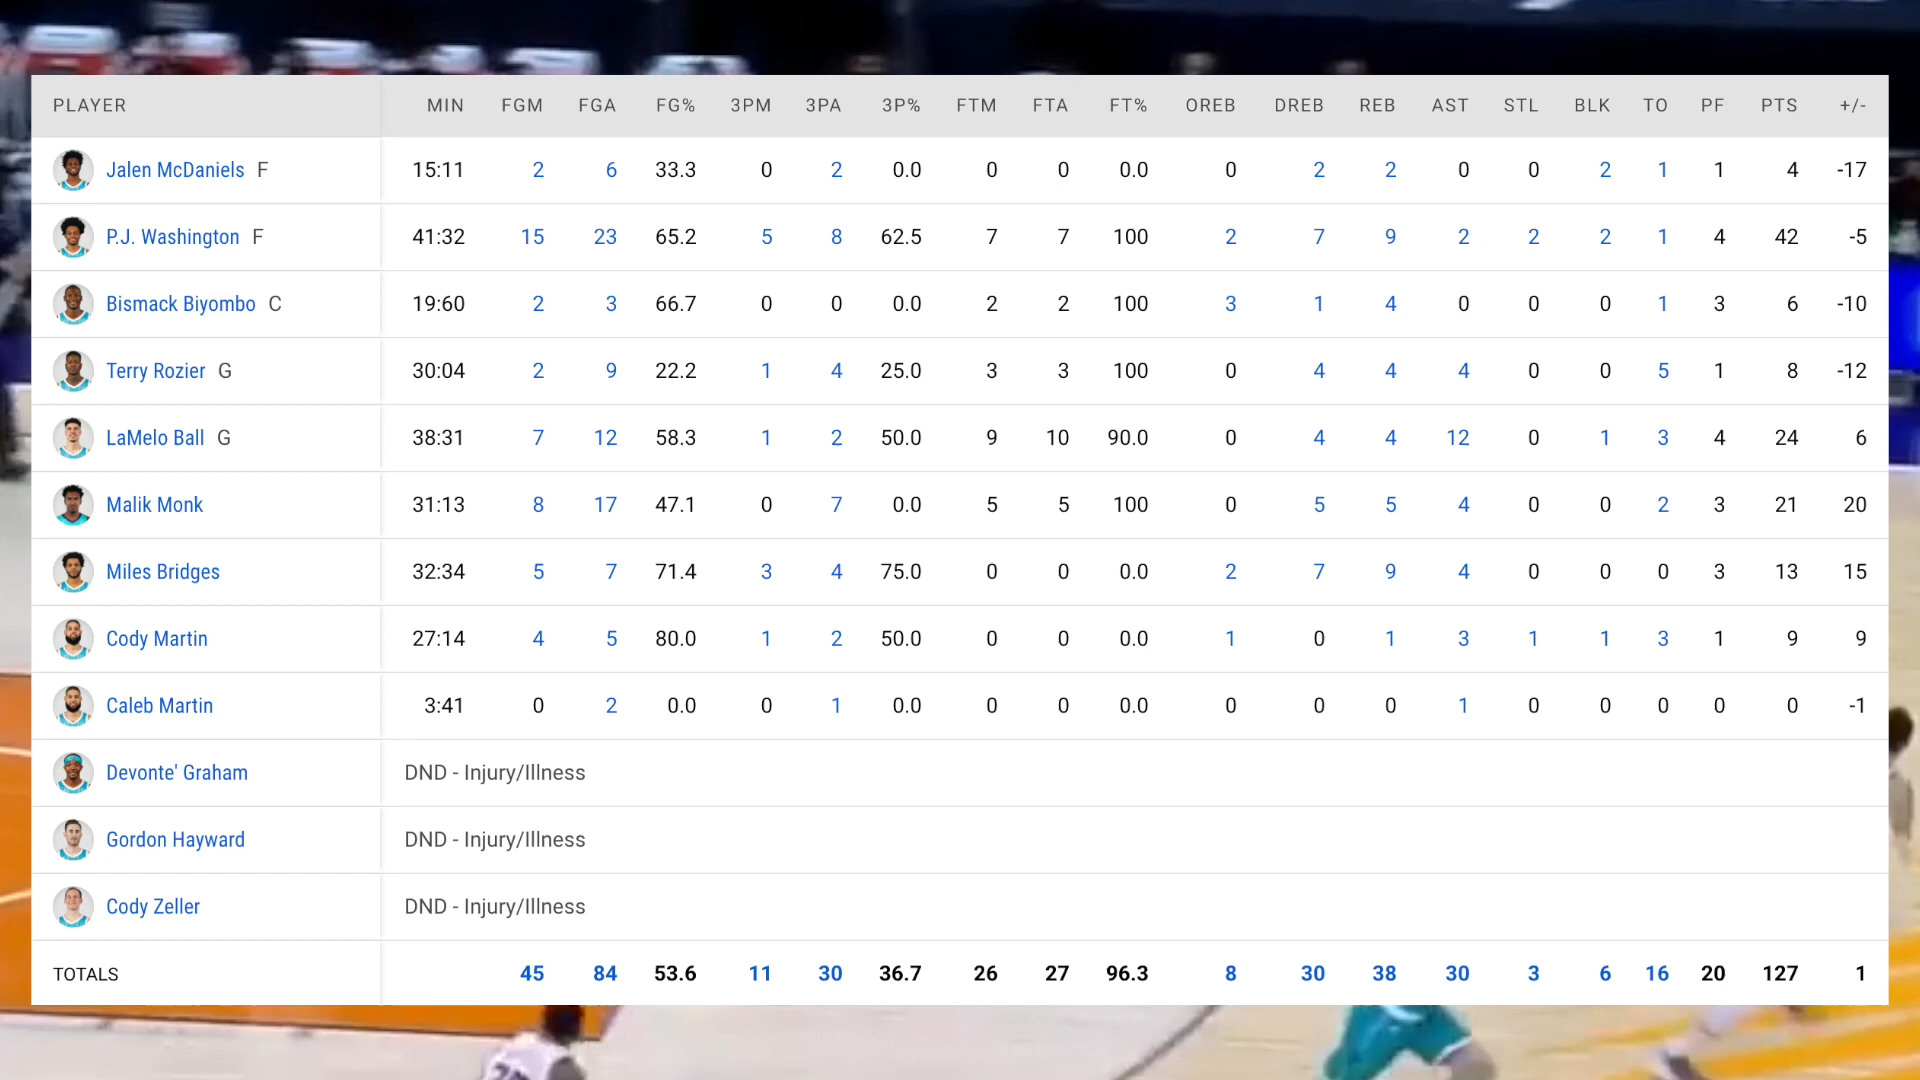 PLAYER MIN FGM FGA FG% 3PM 3PA 3P% FTM FTA FT% OREB DREB REB AST STL BLK TO PF PTS +/-
Jalen McDaniels F 15:11 2 6 33.3 0 2 0.0 0 0 0.0 0 2 2 0 0 2 1 1 4 -17
P.J. Washington F 41:32 15 23 65.2 5 8 62.5 7 7 100 2 7 9 2 2 2 1 4 42 -5
Bismack Biyombo C 19:60 2 3 66.7 0 0 0.0 2 2 100 3 1 4 0 0 0 1 3 6 -10
Terry Rozier G 30:04 2 9 22.2 1 4 25.0 3 3 100 0 4 4 4 0 0 5 1 8 -12
LaMelo Ball G 38:31 7 12 58.3 1 2 50.0 9 10 90.0 0 4 4 12 0 1 3 4 24 6
Malik Monk 31:13 8 17 47.1 0 7 0.0 5 5 100 0 5 5 4 0 0 2 3 21 20
Miles Bridges 32:34 5 7 71.4 3 4 75.0 0 0 0.0 2 7 9 4 0 0 0 3 13 15
Cody Martin 27:14 4 5 80.0 1 2 50.0 0 0 0.0 1 0 1 3 1 1 3 1 9 9
Caleb Martin 3:41 0 2 0.0 0 1 0.0 0 0 0.0 0 0 0 1 0 0 0 0 0 -1
Devonte' Graham DND - Injury/Illness
Gordon Hayward DND - Injury/Illness
Cody Zeller DND - Injury/Illness
TOTALS 45 84 53.6 11 30 36.7 26 27 96.3 8 30 38 30 3 6 16 20 127 1